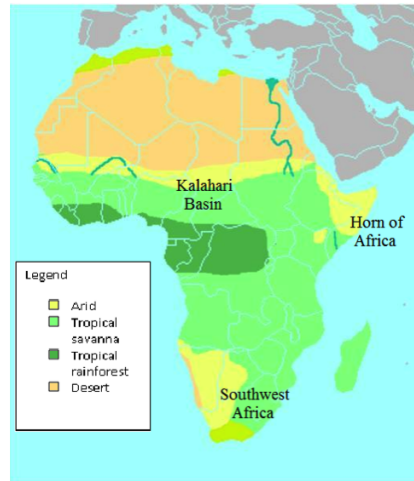 Kalahari
Basin
Horn of
Africa
Legend
Arid
Tropical
savanna
Tropical
rainforest
Desert
Southwest
Africa